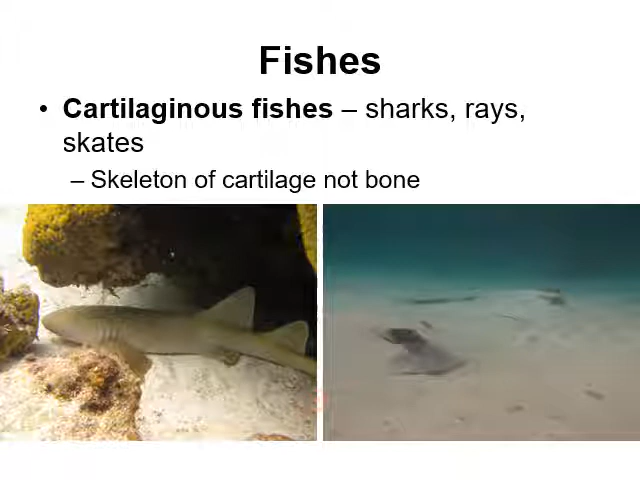 Fishes
• Cartilaginous fishes – sharks, rays,
skates
– Skeleton of cartilage not bone